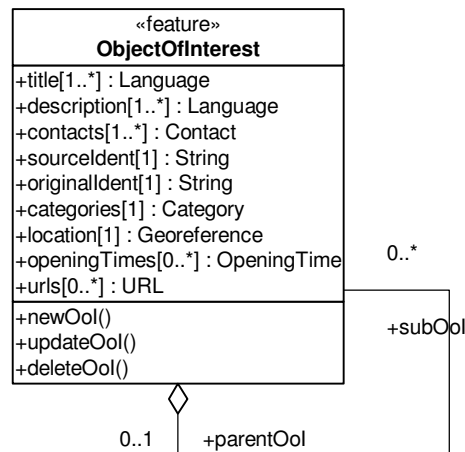 «feature»
ObjectOfInterest
+title[1..*] : Language
+description[1..*] : Language
+contacts[1..*] : Contact
+sourceIdent[1] : String
+originalIdent[1] : String
+categories[1] : Category
+location[1] : Georeference
+openingTimes[0..*] : OpeningTime
+urls[0..*] : URL
+newOoI()
+updateOoI()
+deleteOoI()
0..*
+subOoI
0..1 +parentOoI